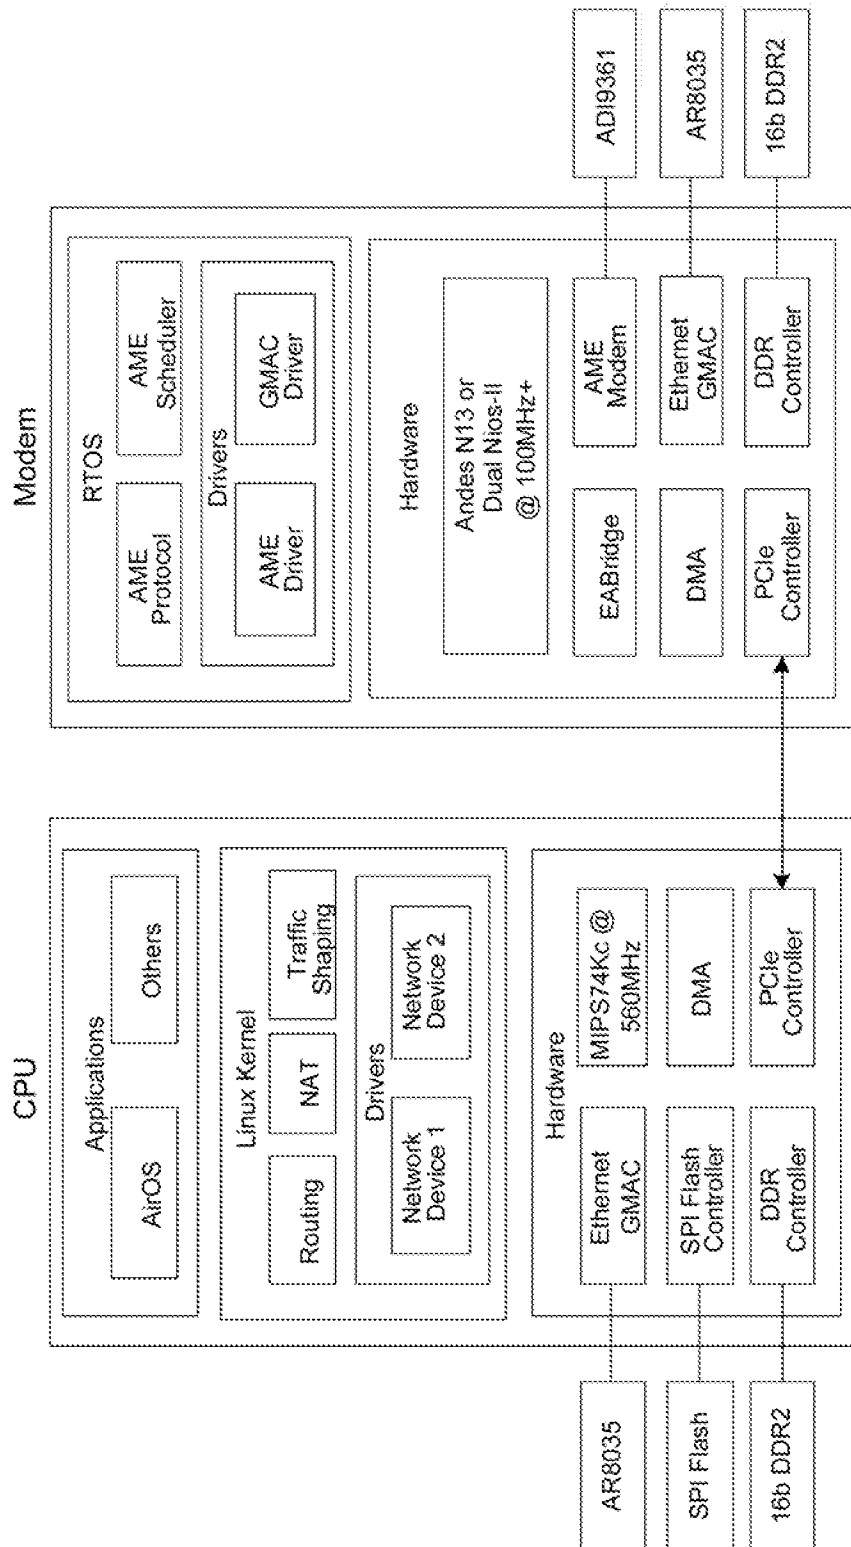 CPU
Applications
AirOS
Others
Linux Kernel
Routing
NAT
Traffic
Shaping
Drivers
Network
Device 1
Network
Device 2
Hardware
Ethernet
GMAC
MIPS74Kc @
560MHz
SPI Flash
Controller
DMA
DDR
Controller
PCIe
Controller
AR8035
SPI Flash
16b DDR2
Modem
RTOS
AME
Protocol
AME
Scheduler
Drivers
AME
Driver
GMAC
Driver
Hardware
Andes N13 or
Dual Nios-II
@ 100MHz+
EABridge
AME
Modem
DMA
Ethernet
GMAC
PCIe
Controller
DDR
Controller
ADI9361
AR8035
16b DDR2